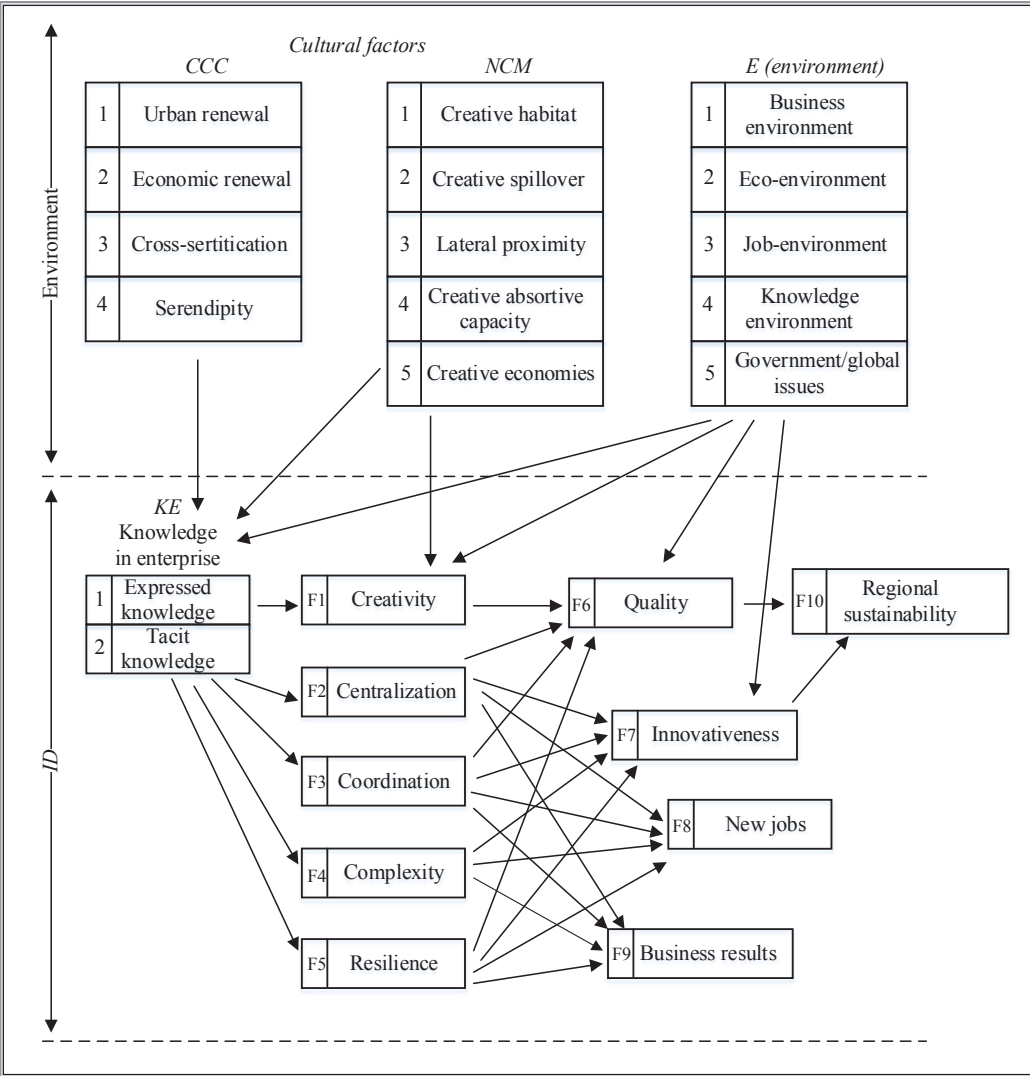 Cultural factors
CCC
1 Urban renewal
2 Economic renewal
3 Cross-sertitication
4 Serendipity
NCM
1 Creative habitat
2 Creative spillover
3 Lateral proximity
4 Creative absortive
capacity
5 Creative economies
E (environment)
1 Business
environment
2 Eco-environment
3 Job-environment
4 Knowledge
environment
5 Government/global
issues
Environment
ID
KE
Knowledge
in enterprise
1 Expressed
knowledge
2 Tacit
knowledge
F1 Creativity
F2 Centralization
F3 Coordination
F4 Complexity
F5 Resilience
F6 Quality
F7 Innovativeness
F8 New jobs
F9 Business results
F10 Regional
sustainability